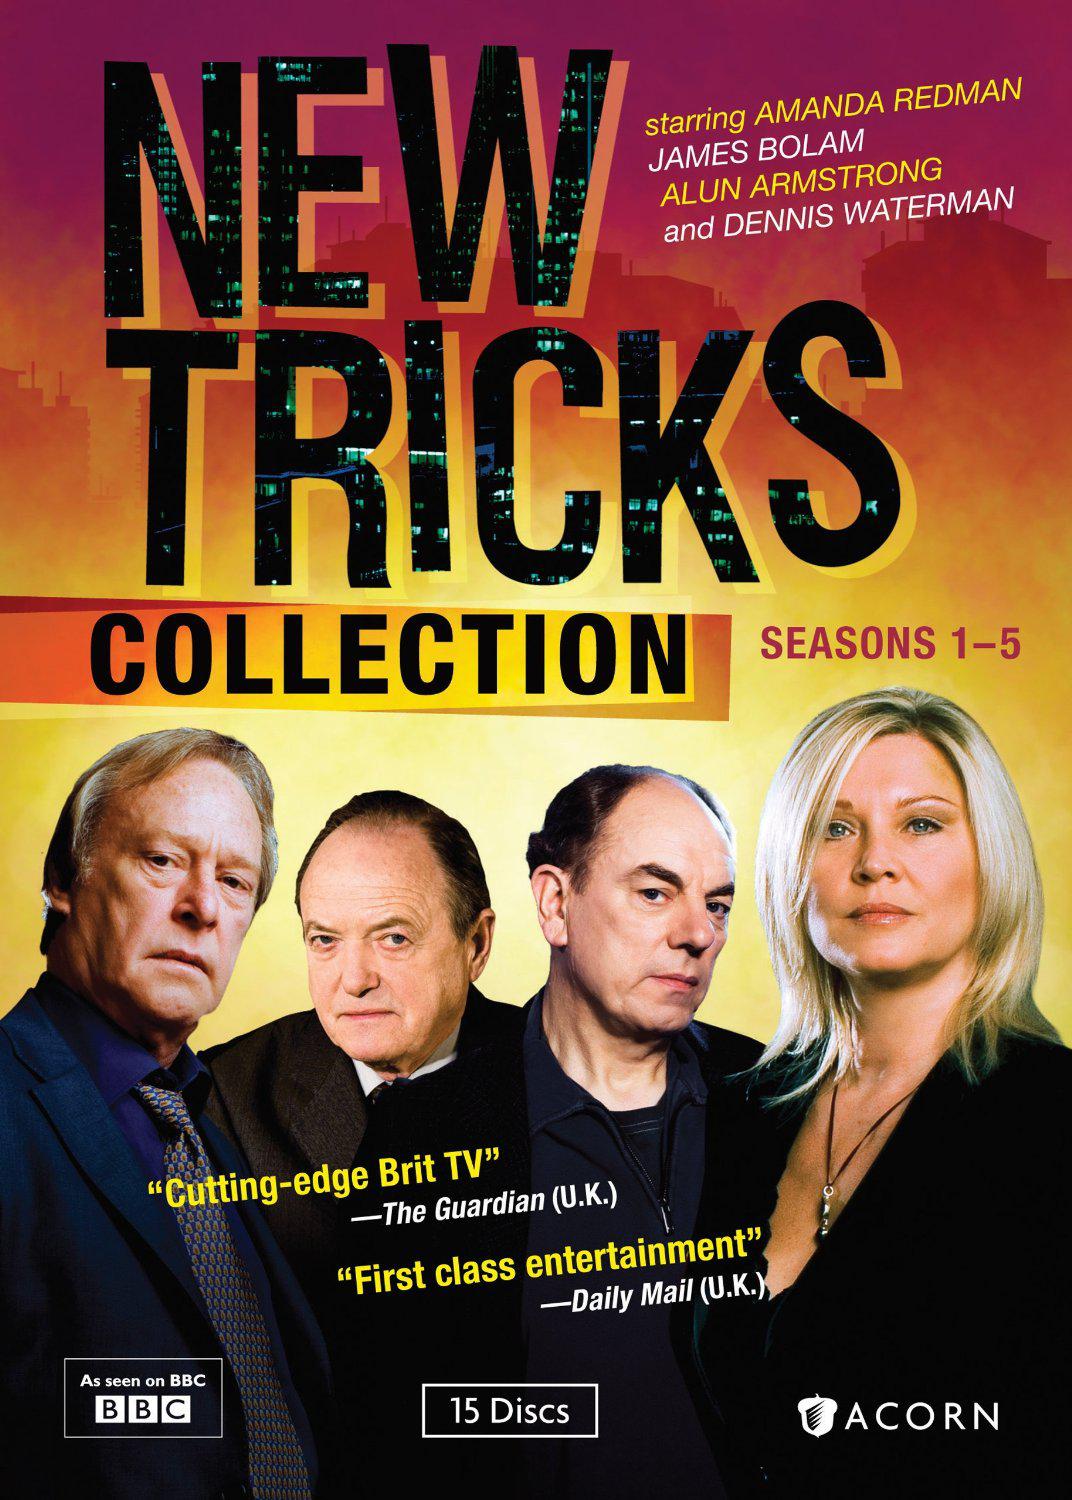 NEW
TRICKS
starring AMANDA REDMAN
JAMES BOLAM
ALUN ARMSTRONG
and DENNIS WATERMAN
COLLECTION
SEASONS 1–5
“Cutting-edge Brit TV”
—The Guardian (U.K.)
“First class entertainment”
—Daily Mail (U.K.)
As seen on BBC
BBC
15 Discs
ACORN